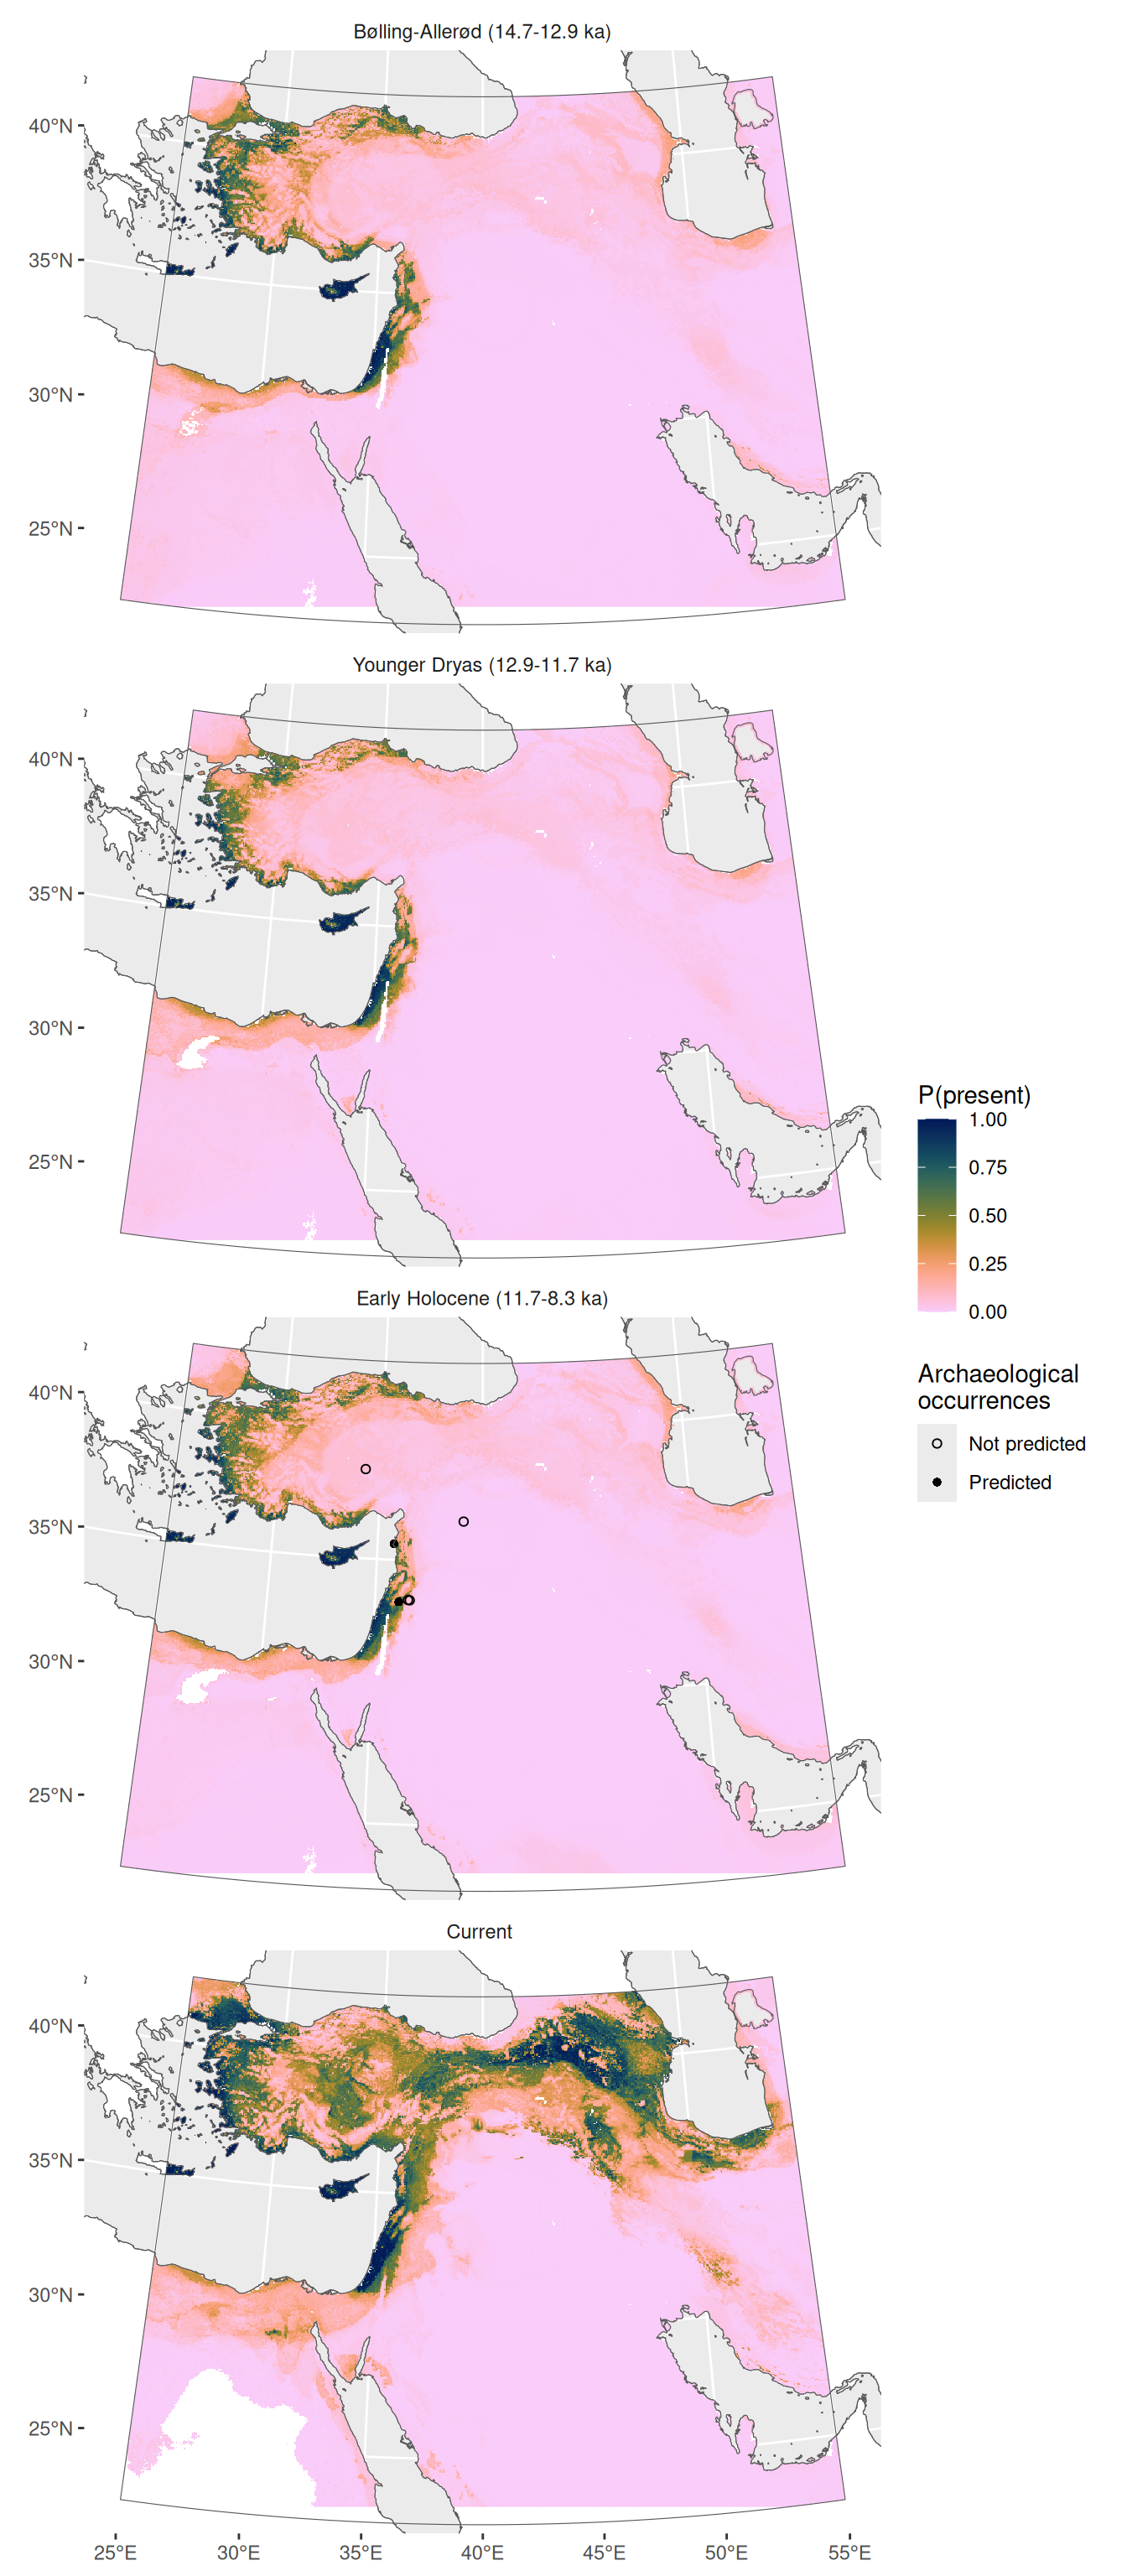 Bølling-Allerød (14.7-12.9 ka)
40°N
35°N
30°N
25°N
Younger Dryas (12.9-11.7 ka)
40°N
35°N
30°N
25°N
P(present)
1.00
0.75
0.50
0.25
0.00
Early Holocene (11.7-8.3 ka)
40°N
35°N
30°N
25°N
Archaeological
occurrences
Not predicted
Predicted
Current
40°N
35°N
30°N
25°N
25°E
30°E
35°E
40°E
45°E
50°E
55°E